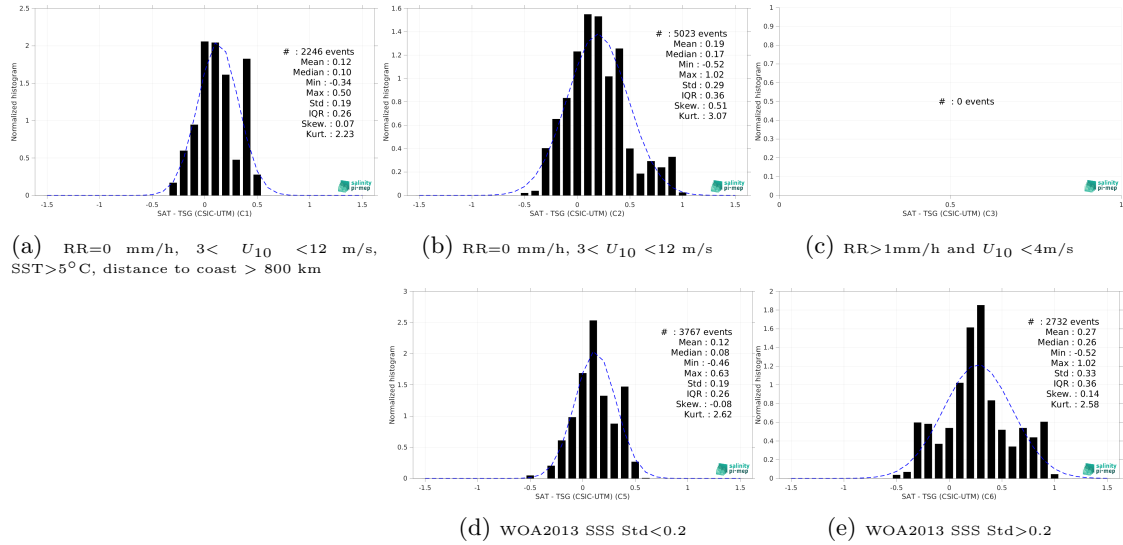 2.5
2
1.5
1
0.5
0
Normalized histogram
# : 2246 events
Mean : 0.12
Median : 0.10
Min : -0.34
Max : 0.50
Std : 0.19
IQR : 0.26
Skew. : 0.07
Kurt. : 2.23
salinity
pi-mep
-1.5 -1 -0.5 0 0.5 1 1.5
SAT - TSG (CSIC-UTM) (C1)
(a) RR=0 mm/h, 3< U10 <12 m/s,
SST>5°C, distance to coast > 800 km
1.6
1.4
1.2
1
0.8
0.6
0.4
0.2
0
Normalized histogram
# : 5023 events
Mean : 0.19
Median : 0.17
Min : -0.52
Max : 1.02
Std : 0.29
IQR : 0.36
Skew. : 0.51
Kurt. : 3.07
salinity
pi-mep
-1.5 -1 -0.5 0 0.5 1 1.5
SAT - TSG (CSIC-UTM) (C2)
(b) RR=0 mm/h, 3< U10 <12 m/s
1
0.9
0.8
0.7
0.6
0.5
0.4
0.3
0.2
0.1
0
Normalized histogram
# : 0 events
salinity
pi-mep
0 0.5 1
SAT - TSG (CSIC-UTM) (C3)
(c) RR>1mm/h and U10 <4m/s
3
2.5
2
1.5
1
0.5
0
Normalized histogram
# : 3767 events
Mean : 0.12
Median : 0.08
Min : -0.46
Max : 0.63
Std : 0.19
IQR : 0.26
Skew. : -0.08
Kurt. : 2.62
salinity
pi-mep
-1.5 -1 -0.5 0 0.5 1 1.5
SAT - TSG (CSIC-UTM) (C5)
(d) WOA2013 SSS Std<0.2
2
1.8
1.6
1.4
1.2
1
0.8
0.6
0.4
0.2
0
Normalized histogram
# : 2732 events
Mean : 0.27
Median : 0.26
Min : -0.52
Max : 1.02
Std : 0.33
IQR : 0.36
Skew. : 0.14
Kurt. : 2.58
salinity
pi-mep
-1.5 -1 -0.5 0 0.5 1 1.5
SAT - TSG (CSIC-UTM) (C6)
(e) WOA2013 SSS Std>0.2